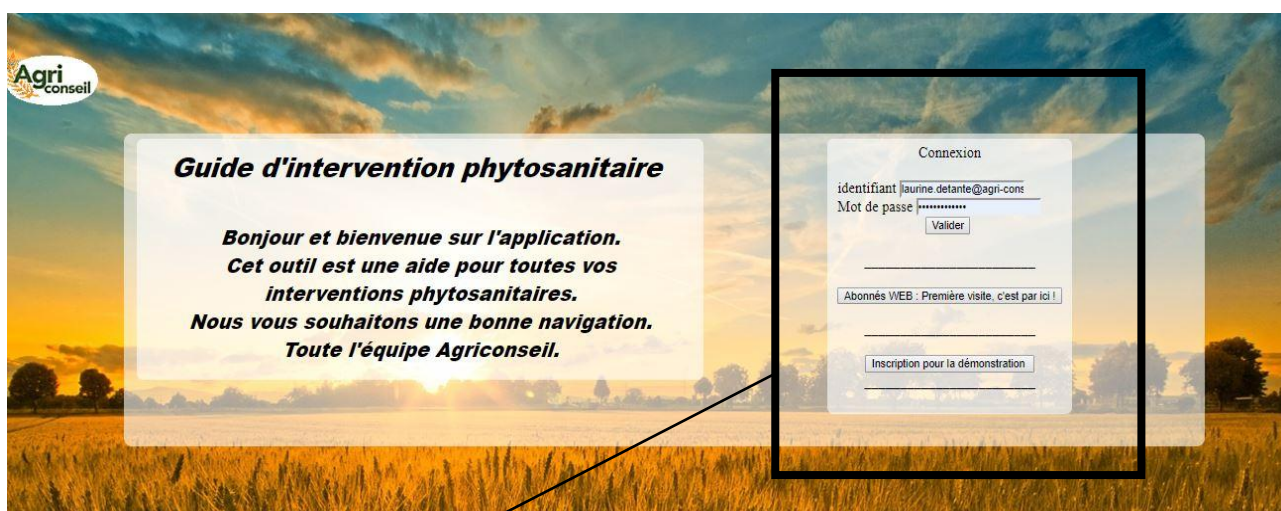 Agri
conseil
Guide d'intervention phytosanitaire
Bonjour et bienvenue sur l'application.
Cet outil est une aide pour toutes vos
interventions phytosanitaires.
Nous vous souhaitons une bonne navigation.
Toute l'équipe Agriconseil.
Connexion
identifiant laurine.detante@agri-cons
Mot de passe •••••••••••••
Valider
Abonnés WEB : Première visite, c'est par ici !
Inscription pour la démonstration